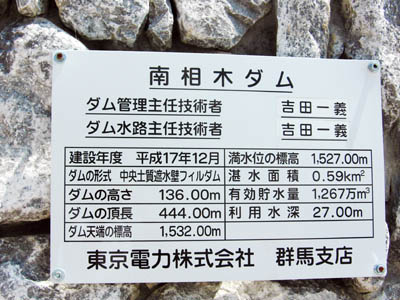 南相木ダム
ダム管理主任技術者 吉田一義
ダム水路主任技術者 吉田一義
建設年度 平成17年12月 満水位の標高 1,527.00m
ダムの形式 中央土質遮水壁フィルダム 湛水面積 0.59km²
ダムの高さ 136.00m 有効貯水量 1,267万m³
ダムの頂長 444.00m 利用水深 27.00m
ダム天端の標高 1,532.00m
東京電力株式会社 群馬支店